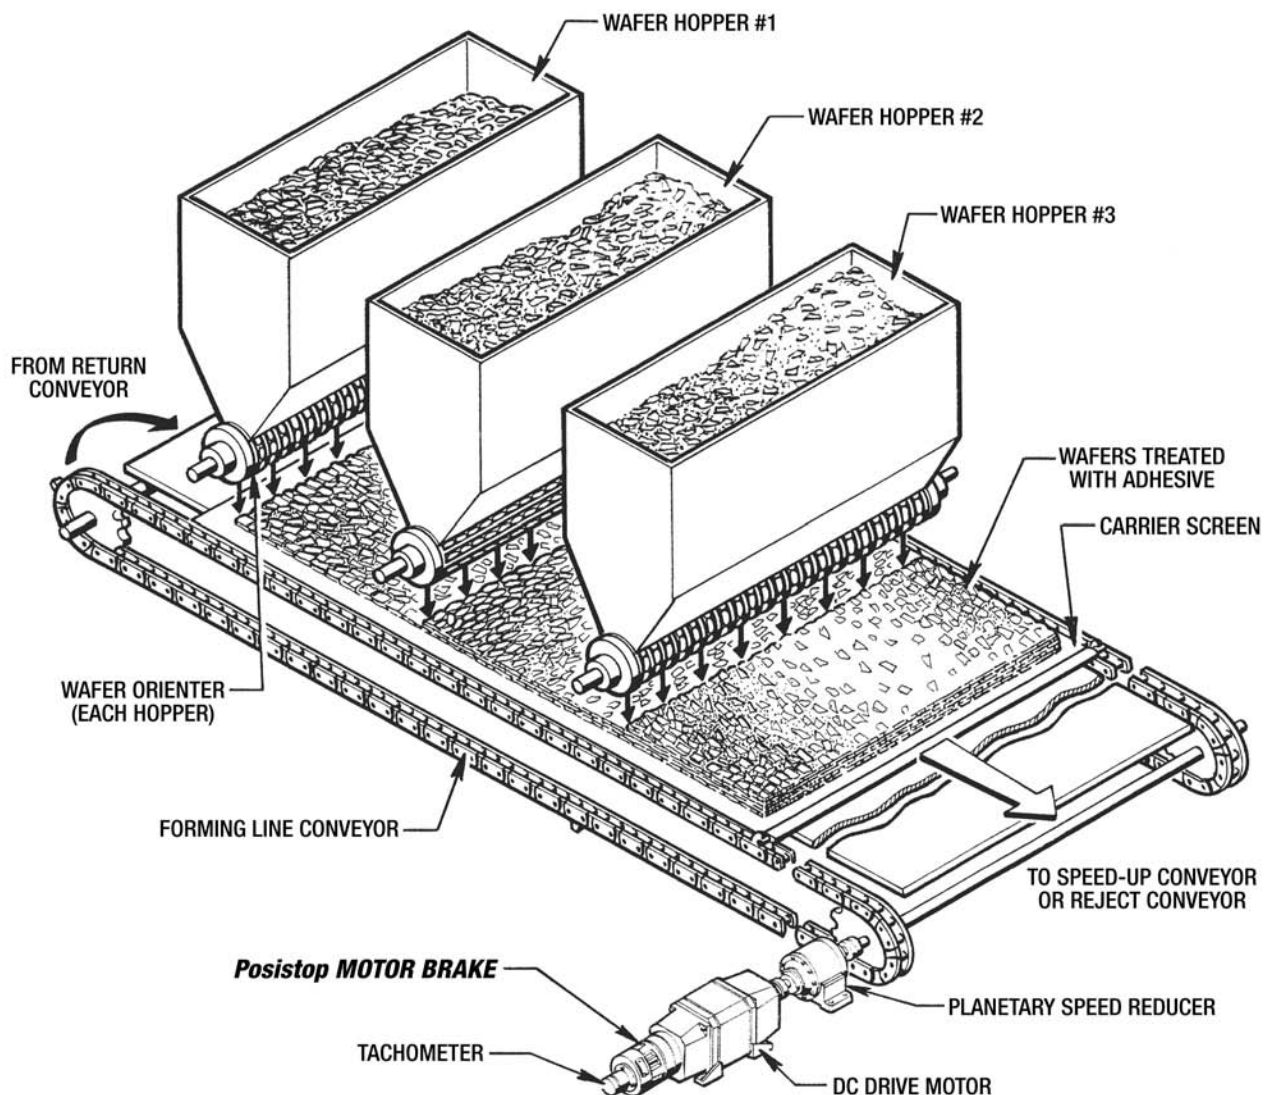 WAFER HOPPER #1
WAFER HOPPER #2
WAFER HOPPER #3
FROM RETURN
CONVEYOR
WAFERS TREATED
WITH ADHESIVE
CARRIER SCREEN
WAFER ORIENTER
(EACH HOPPER)
FORMING LINE CONVEYOR
TO SPEED-UP CONVEYOR
OR REJECT CONVEYOR
Posistop MOTOR BRAKE
PLANETARY SPEED REDUCER
TACHOMETER
DC DRIVE MOTOR